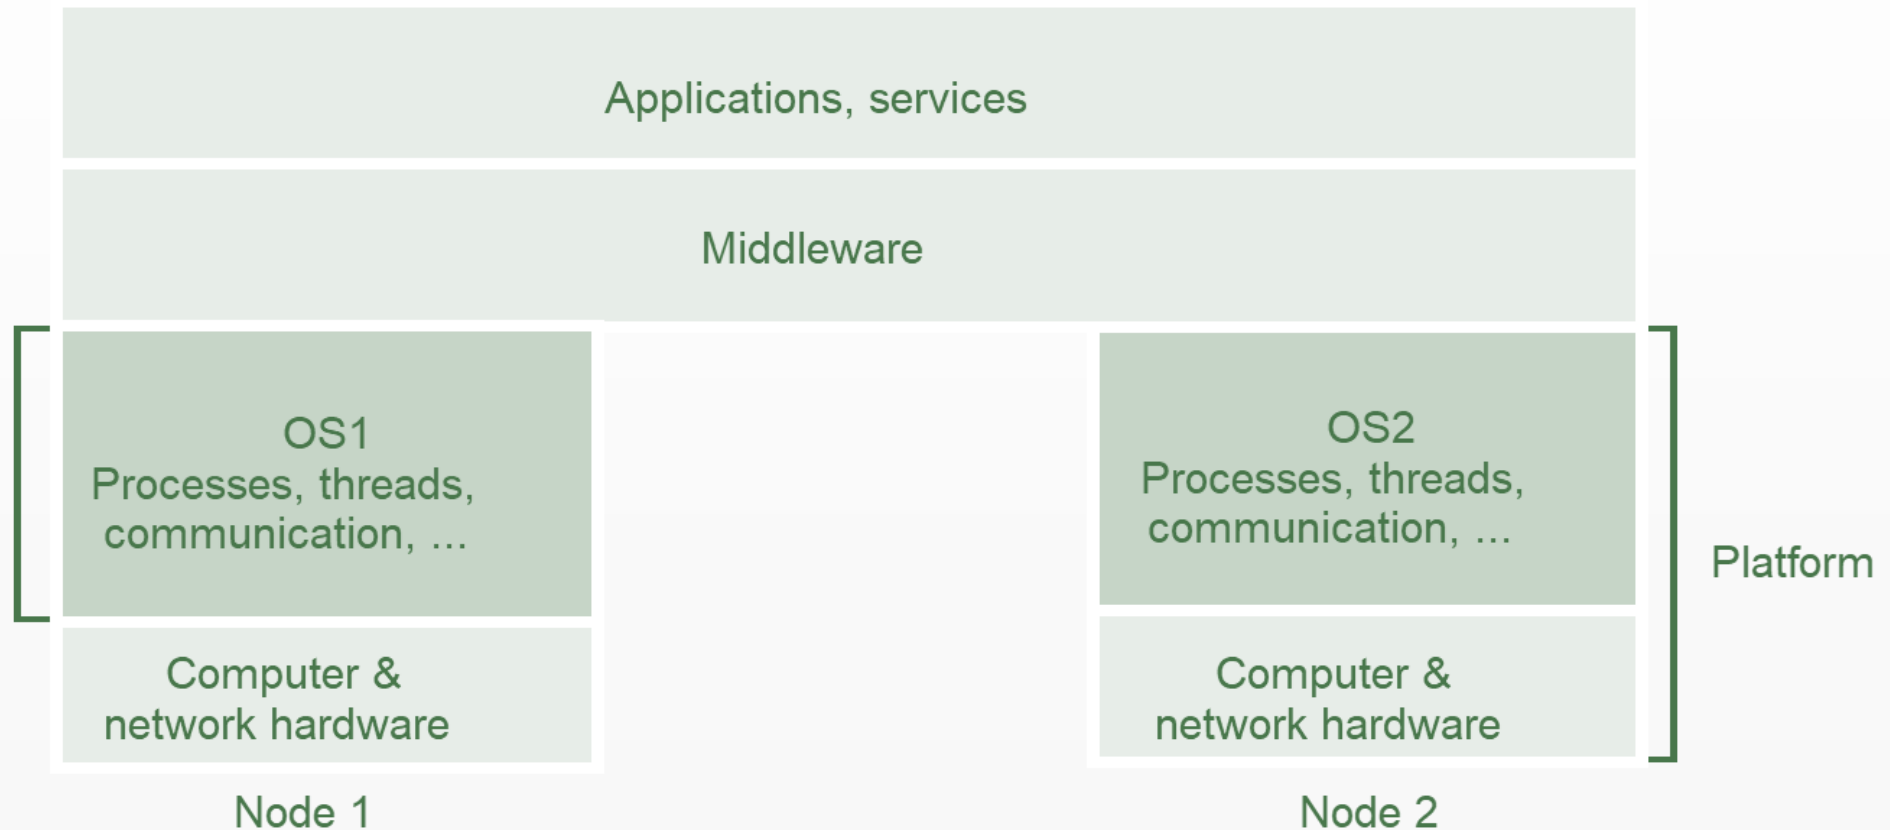 Applications, services
Middleware
OS1
Processes, threads,
communication, ...
OS2
Processes, threads,
communication, ...
Platform
Computer &
network hardware
Computer &
network hardware
Node 1
Node 2